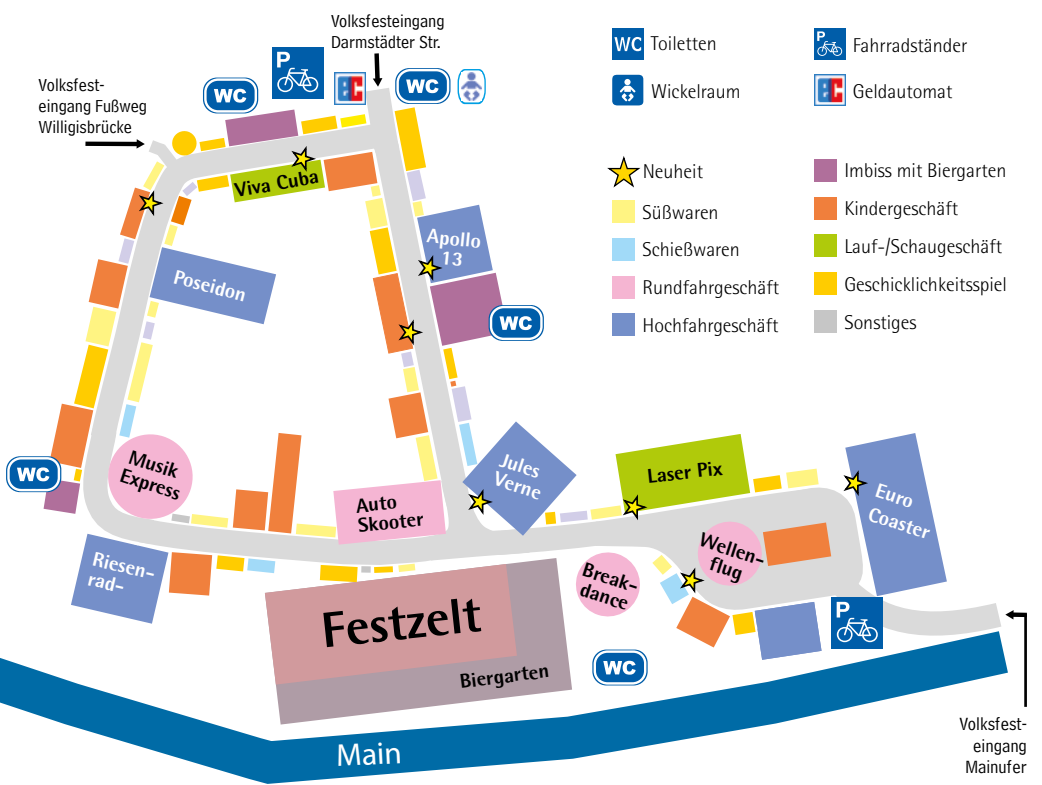 Volksfesteingang
Darmstädter Str.
Volksfest-
eingang Fußweg
Willigisbrücke
P
WC
EC
WC
WC Toiletten
Wickelraum
P
Fahrradständer
EC Geldautomat
Neuheit
Süßwaren
Schießwaren
Rundfahrgeschäft
Hochfahrgeschäft
Imbiss mit Biergarten
Kindergeschäft
Lauf-/Schaugeschäft
Geschicklichkeitsspiel
Sonstiges
Viva Cuba
Apollo
13
Poseidon
WC
Musik
Express
WC
Auto
Skooter
Jules
Verne
Laser Pix
Euro
Coaster
Riesen-
rad-
Wellen-
flug
Break-
dance
Festzelt
Biergarten
WC
P
Main
Volksfest-
eingang
Mainufer